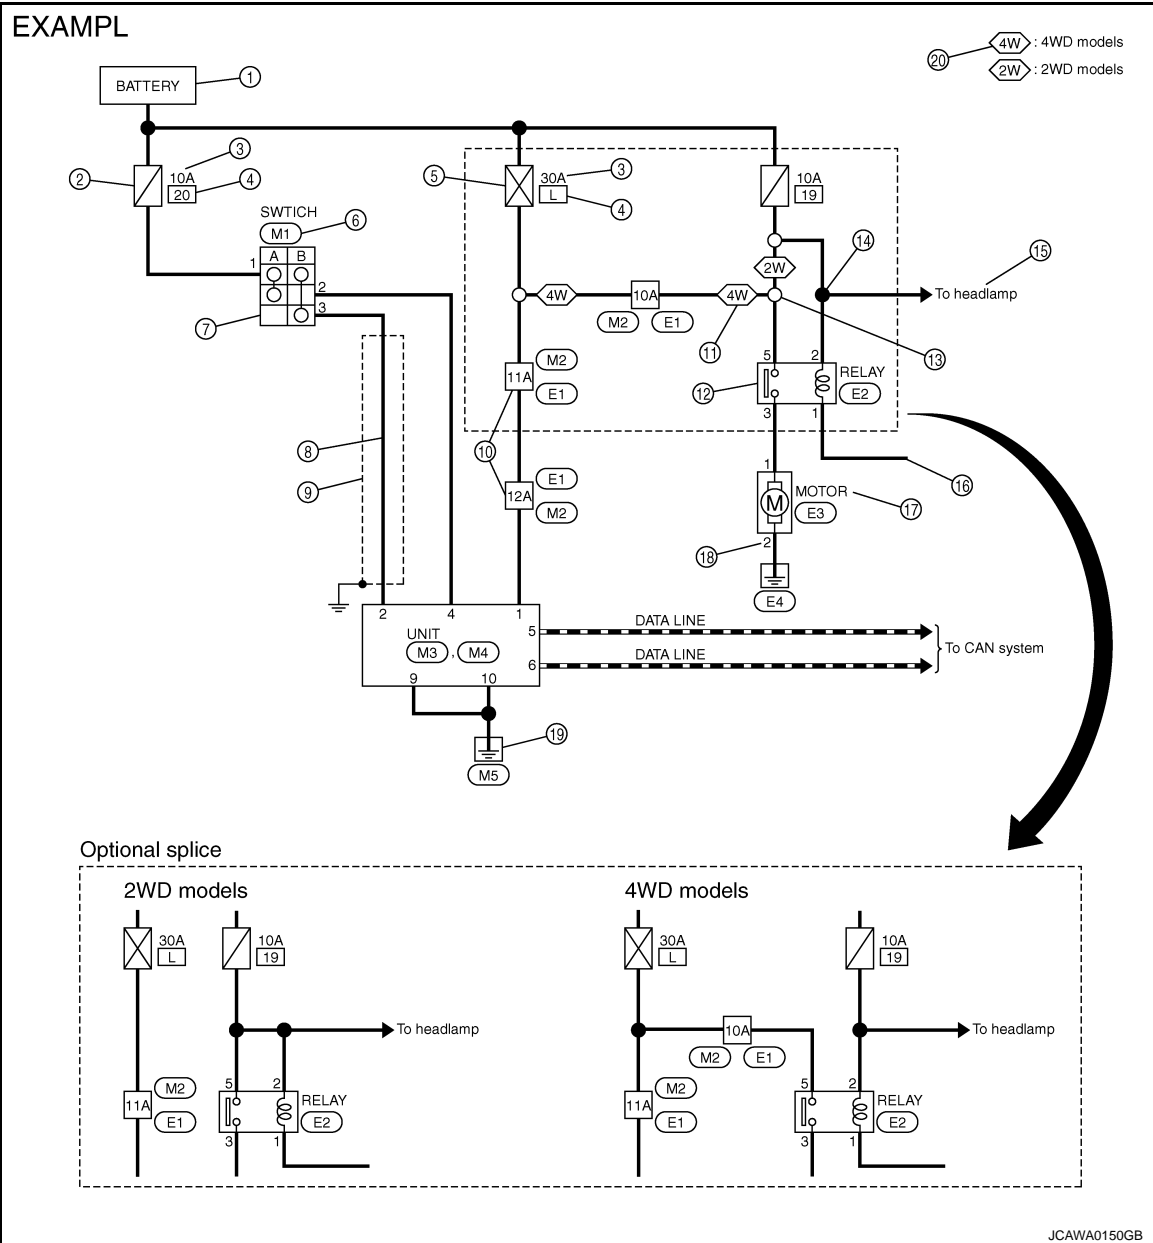 EXAMPL
4W : 4WD models
20
2W : 2WD models
BATTERY 1
3
2 10A 4
20
5 30A 3
L 4
10A
19
SWTICH 6
M1
A B
1
2
3
7
14
15
2W
4W 10A 4W
To headlamp
M2 E1
11
13
M2
11A
E1
5 2
12 RELAY
E2
3 1
8
9
10
E1
12A
M2
16
1
M MOTOR 17
E3
18 2
E4
2 4 1
UNIT
M3 , M4
5 DATA LINE
6 DATA LINE
To CAN system
9 10
19
M5
Optional splice
2WD models
4WD models
30A
L
10A
19
30A
L
10A
19
To headlamp
10A
To headlamp
M2 E1
M2
11A
E1
5 2
RELAY
E2
3 1
M2
11A
E1
5 2
RELAY
E2
3 1
JCAWA0150GB